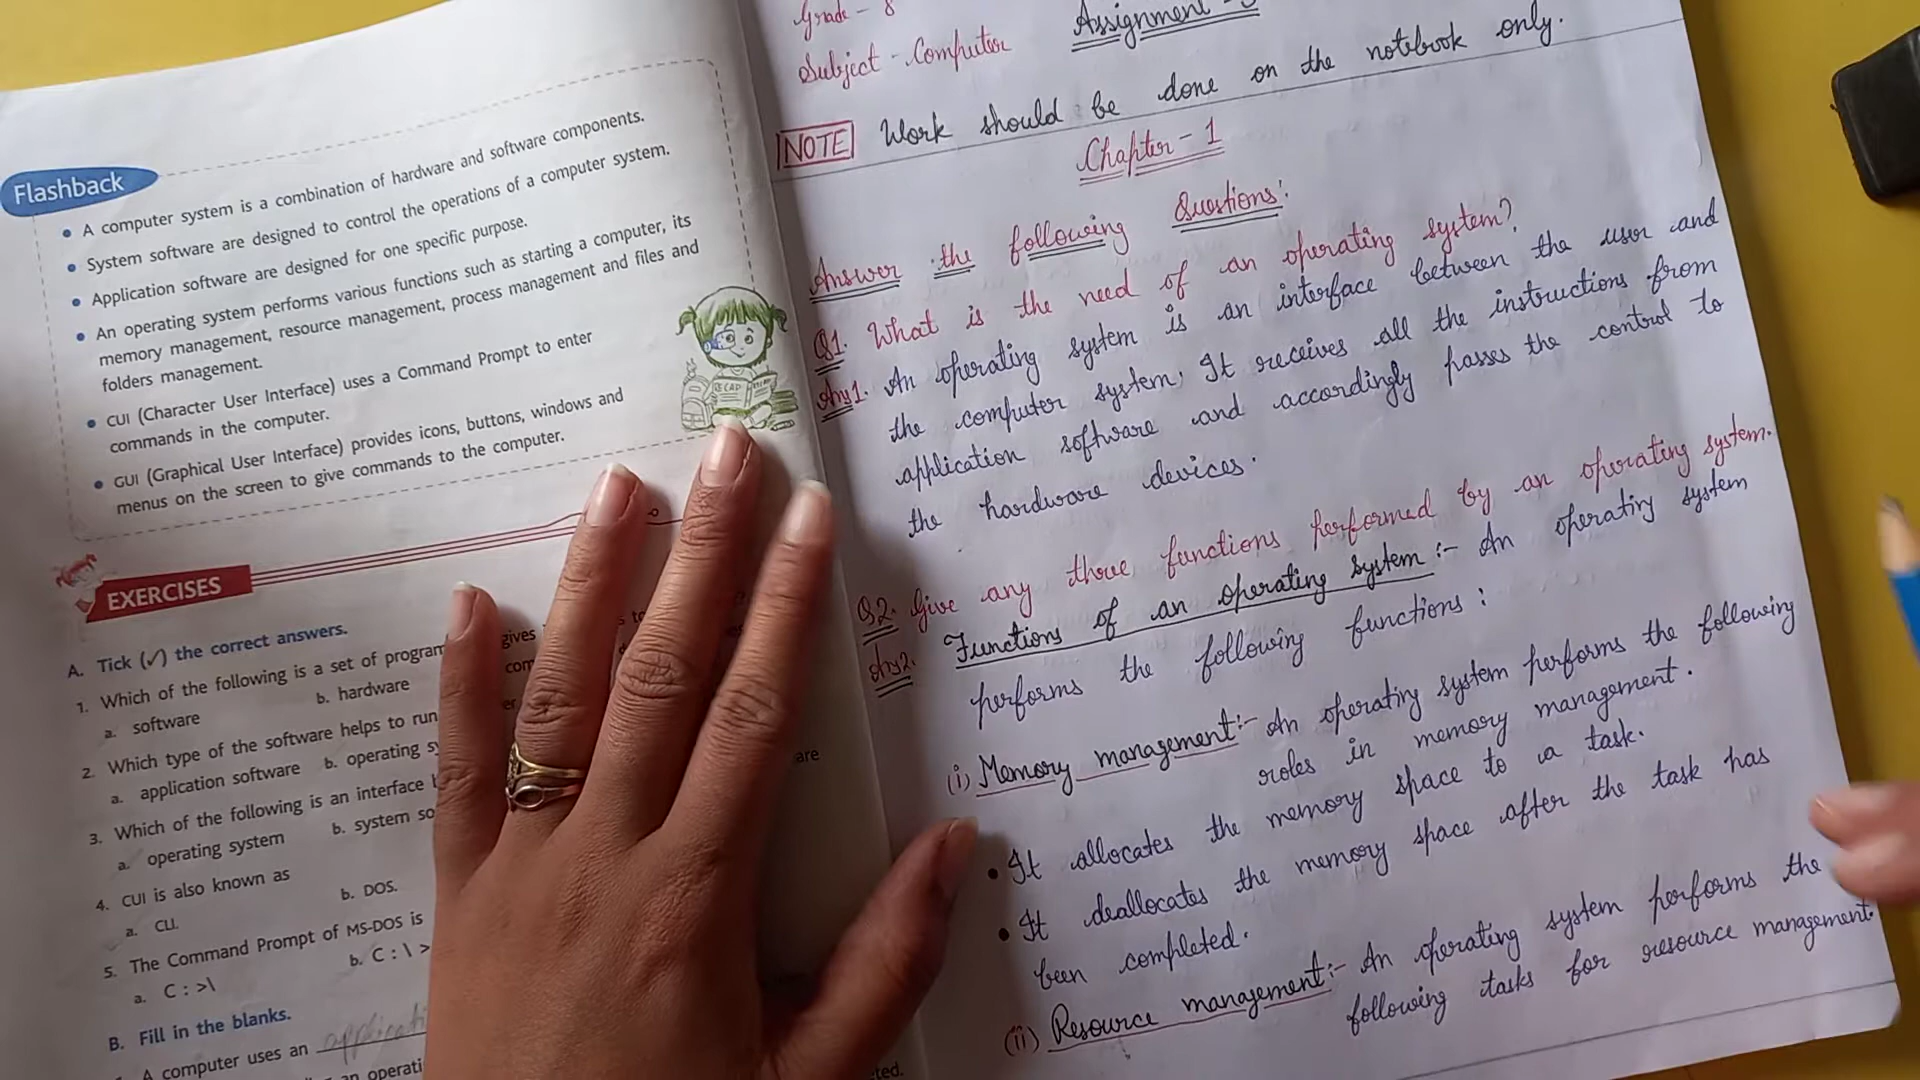 Flashback
A computer system is a combination of hardware and software components.
System software are designed to control the operations of a computer system.
Application software are designed for one specific purpose.
An operating system performs various functions such as starting a computer, its
memory management, resource management, process management and files and
folders management.
CUI (Character User Interface) uses a Command Prompt to enter
commands in the computer.
GUI (Graphical User Interface) provides icons, buttons, windows and
menus on the screen to give commands to the computer.
RECAP
EXERCISES
A. Tick (✓) the correct answers.
1. Which of the following is a set of program gives
a. software b. hardware
2. Which type of the software helps to run
a. application software b. operating
3. Which of the following is an interface
a. operating system b. system
4. CUI is also known as
a. CLI. b. DOS.
5. The Command Prompt of MS-DOS is
a. C : >\ b. C : \ >
B. Fill in the blanks.
A computer uses an
an
Grade - 8
Subject - Computer
Assignment -
NOTE Work should be done on the notebook only.
Chapter - 1
Answer the following Questions:
Q1. What is the need of an operating system?
Ans1. An operating system is an interface between the user and
the computer system. It receives all the instructions from
application software and accordingly passes the control to
the hardware devices.
Q2. Give any three functions performed by an operating system.
Ans2. Functions of an operating system :- An operating system
performs the following functions :
(i) Memory management :- An operating system performs the following
roles in memory management.
• It allocates the memory space to a task.
• It deallocates the memory space after the task has
been completed.
(ii) Resource management :- An operating system performs the
following tasks for resource management.